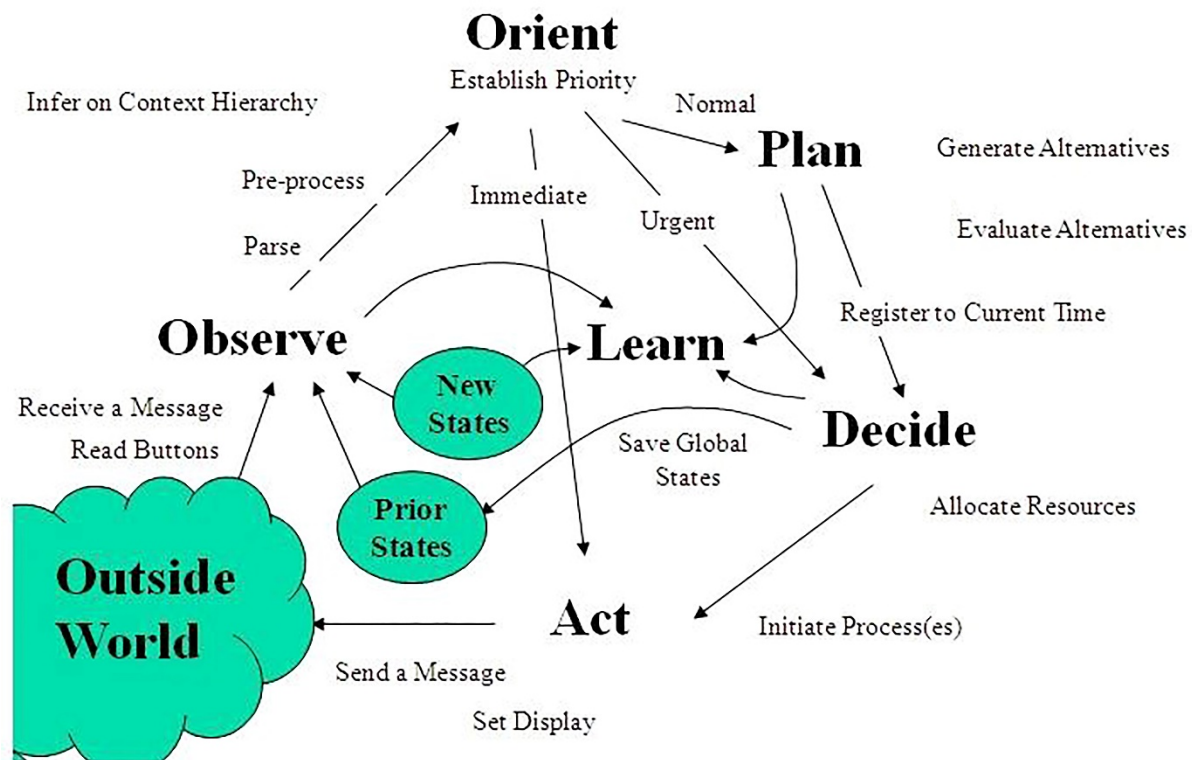 Orient
Establish Priority
Infer on Context Hierarchy
Normal
Plan
Generate Alternatives
Pre-process
Immediate
Urgent
Evaluate Alternatives
Parse
Register to Current Time
Observe
Learn
New
States
Receive a Message
Read Buttons
Decide
Save Global
States
Prior
States
Allocate Resources
Outside
World
Act
Initiate Process(es)
Send a Message
Set Display